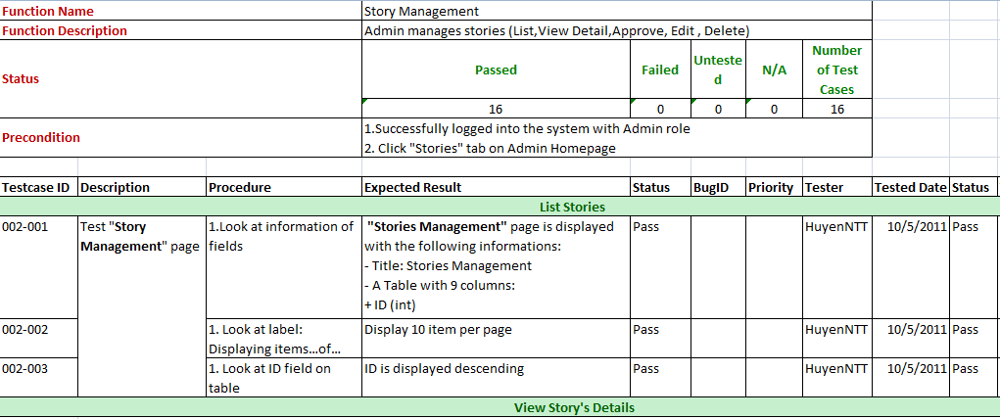 Function Name Story Management
Function Description Admin manages stories (List,View Detail,Approve, Edit , Delete)
Status Passed Failed Unteste
d N/A Number
of Test
Cases
16 0 0 0 16
Precondition 1.Successfully logged into the system with Admin role
2. Click "Stories" tab on Admin Homepage
Testcase ID Description Procedure Expected Result Status BugID Priority Tester Tested Date Status
List Stories
002-001 Test "Story 1.Look at information of "Stories Management" page is displayed Pass HuyenNTT 10/5/2011 Pass
Management" page fields with the following informations:
- Title: Stories Management
- A Table with 9 columns:
+ ID (int)
002-002 1. Look at label: Display 10 item per page Pass HuyenNTT 10/5/2011 Pass
Displaying items...of...
002-003 1. Look at ID field on ID is displayed descending Pass HuyenNTT 10/5/2011 Pass
table
View Story's Details